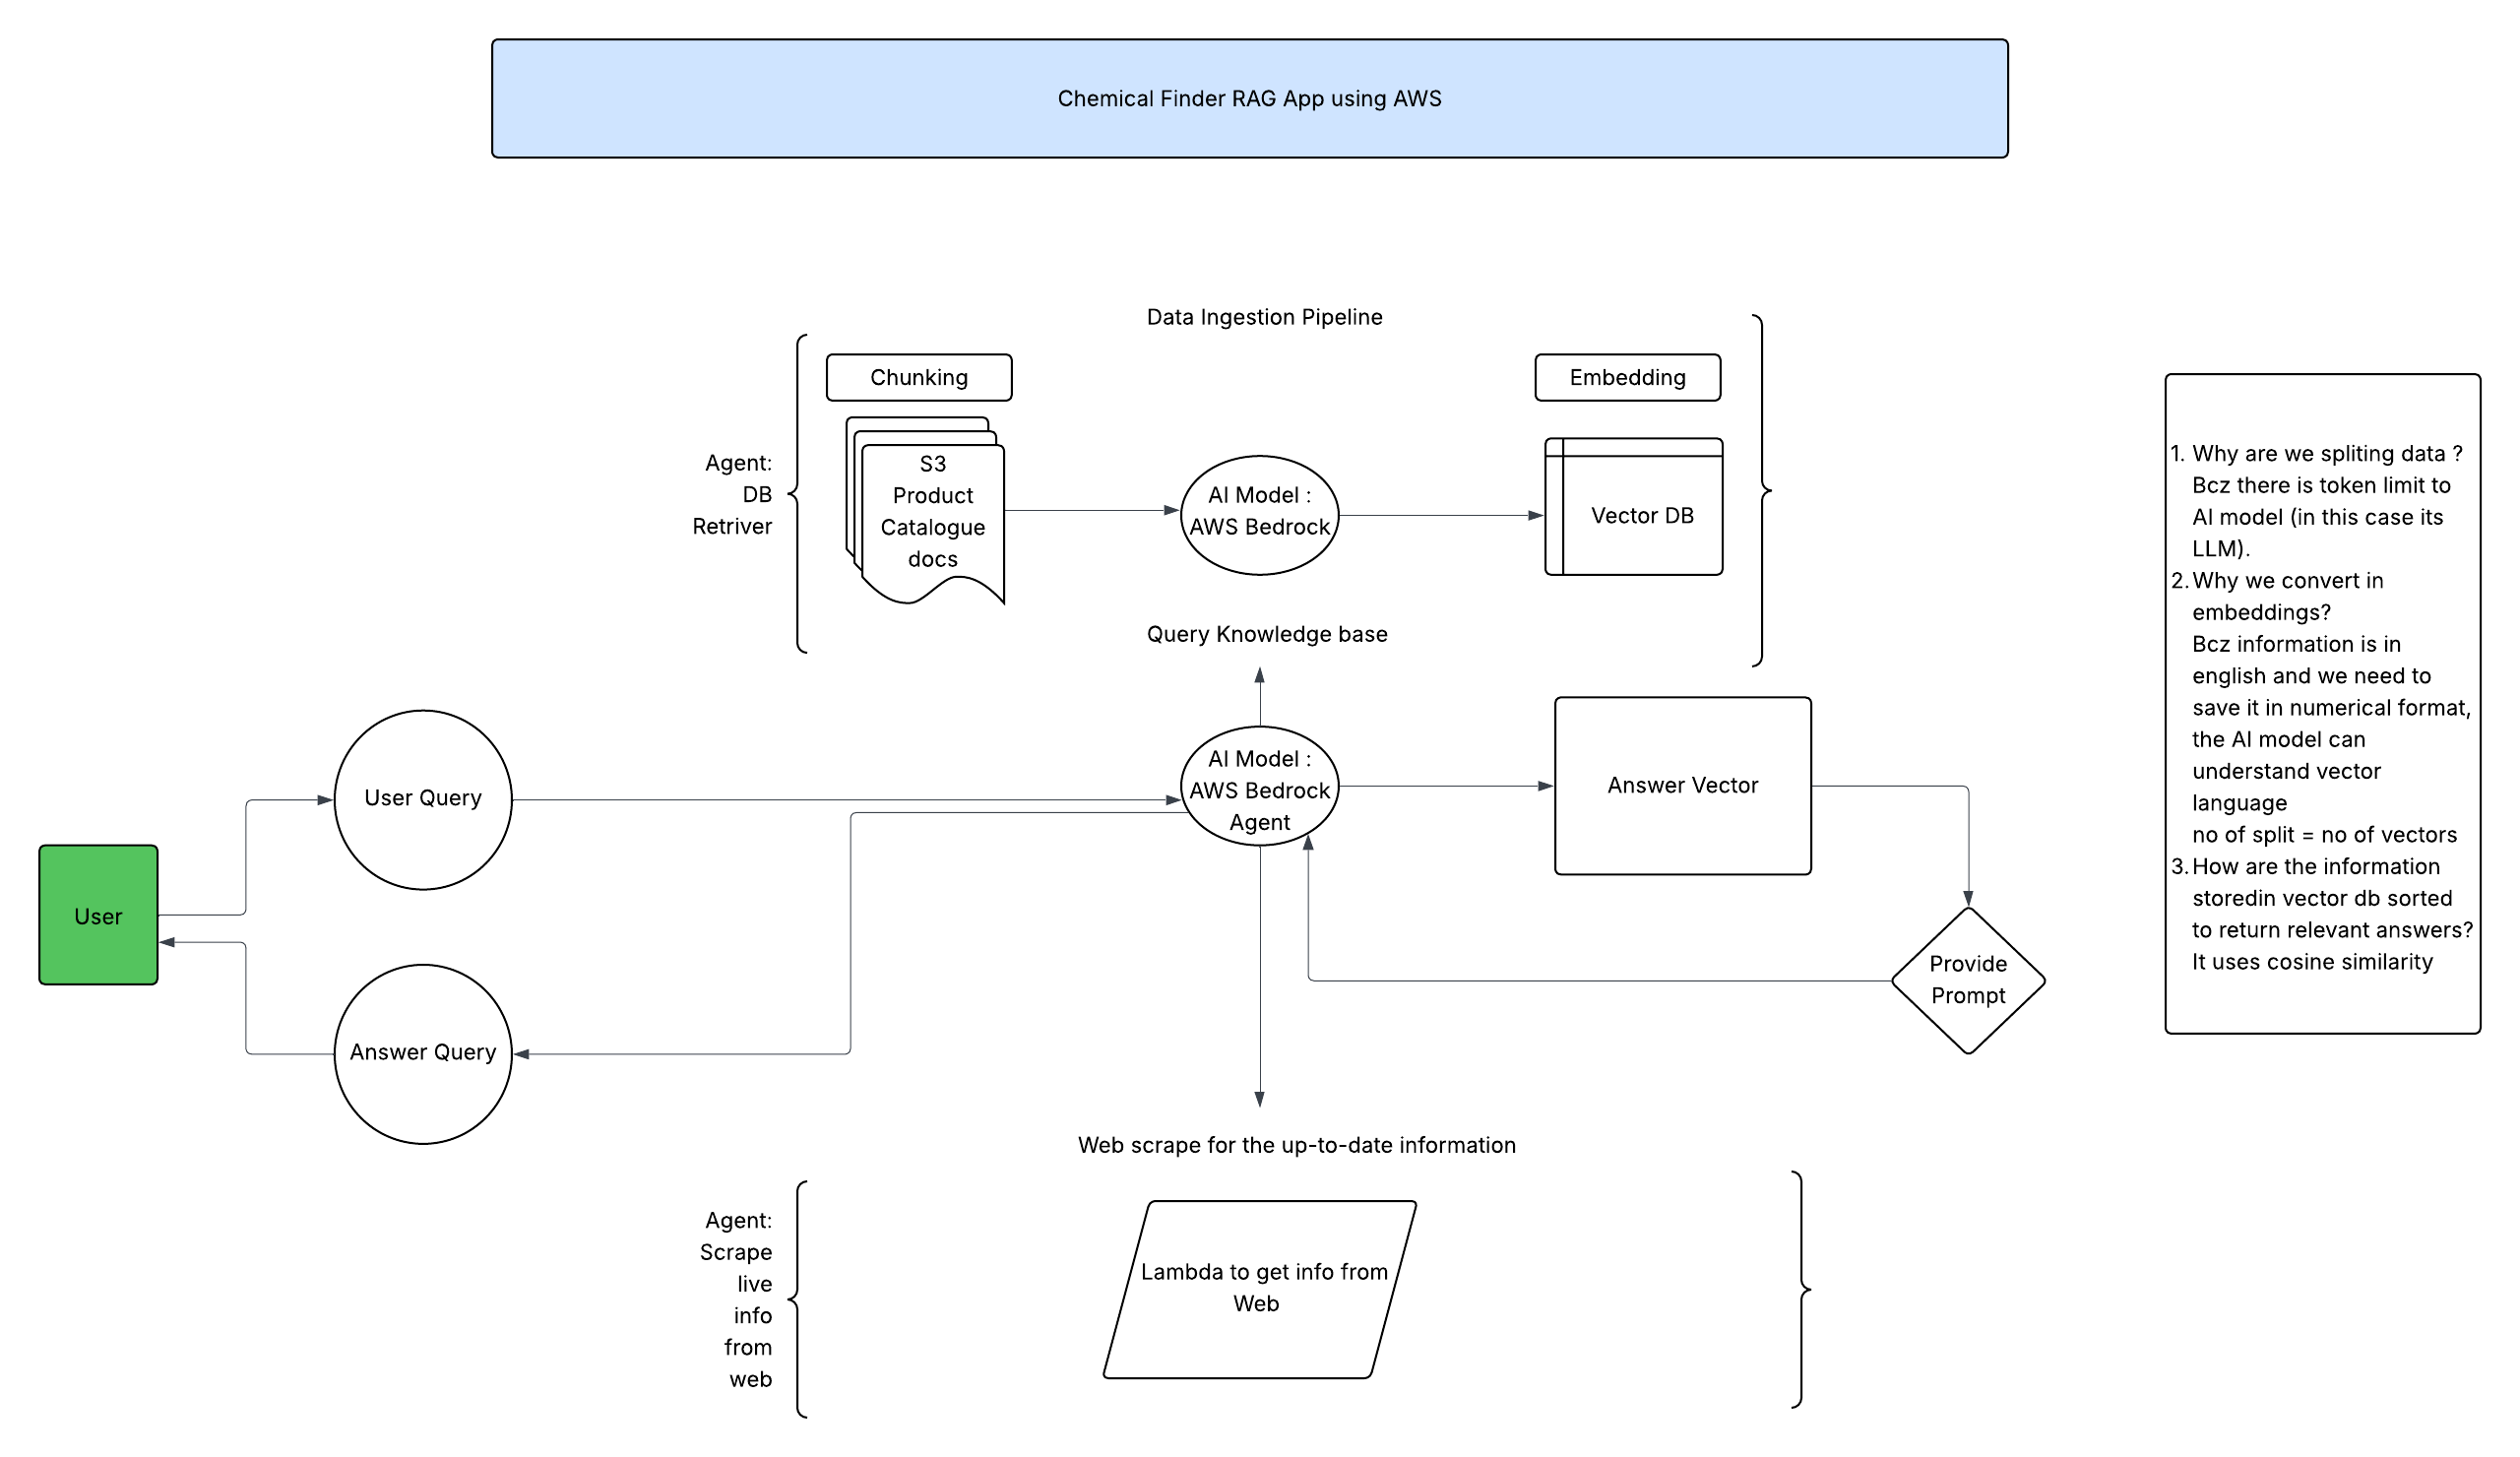 Chemical Finder RAG App using AWS
Data Ingestion Pipeline
Chunking
Embedding
Agent:
DB
Retriver
S3
Product
Catalogue
docs
AI Model :
AWS Bedrock
Vector DB
Query Knowledge base
User
User Query
Answer Query
AI Model :
AWS Bedrock
Agent
Answer Vector
Provide
Prompt
Web scrape for the up-to-date information
Agent:
Scrape
live
info
from
web
Lambda to get info from
Web
1. Why are we spliting data ?
Bcz there is token limit to
AI model (in this case its
LLM).
2. Why we convert in
embeddings?
Bcz information is in
english and we need to
save it in numerical format,
the AI model can
understand vector
language
no of split = no of vectors
3. How are the information
storedin vector db sorted
to return relevant answers?
It uses cosine similarity